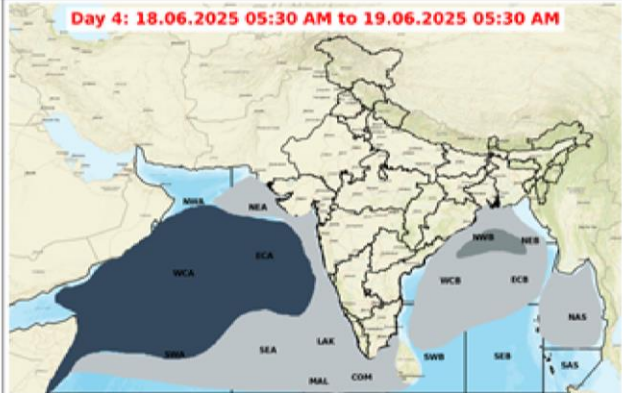 Day 4: 18.06.2025 05:30 AM to 19.06.2025 05:30 AM
NWA
NEA
ECA
WCA
NWB
NEB
WCB
ECB
NAS
SWA
SEA
LAK
SWB
SEB
SAS
MAL
COM